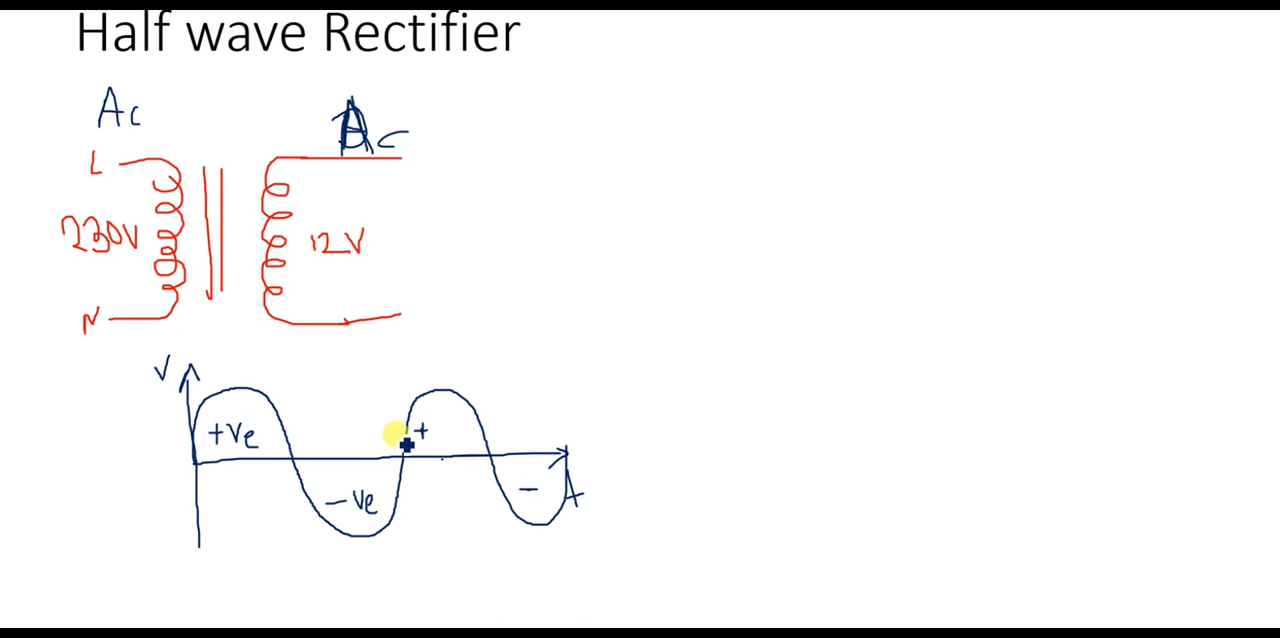 Half wave Rectifier
Ac Ac
L
230V 12V
N
V
+ve +
-ve - t